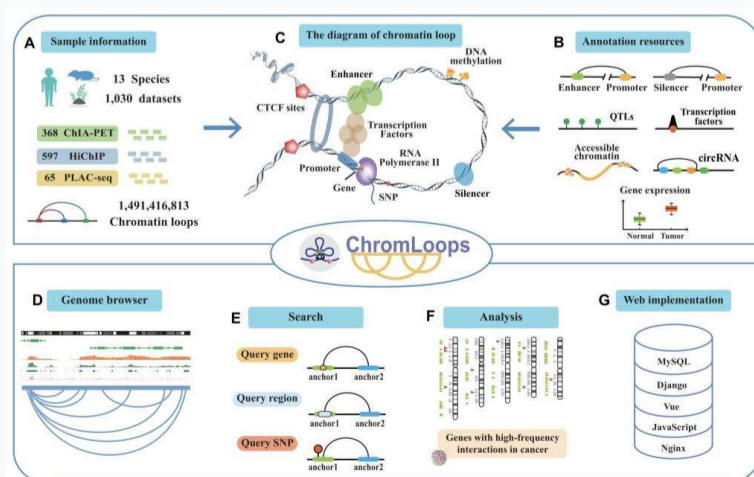 A Sample information
13 Species
1,030 datasets
368 ChIA-PET
597 HiChIP
65 PLAC-seq
1,491,416,813
Chromatin loops
C The diagram of chromatin loop
DNA
methylation
Enhancer
CTCF sites
Transcription
Factors
RNA
Polymerase II
Promoter
Gene
SNP
Silencer
B Annotation resources
Enhancer Promoter
Silencer Promoter
QTLs
Transcription
factors
Accessible
chromatin
circRNA
Gene expression
Normal Tumor
ChromLoops
D Genome browser
E Search
Query gene
anchor1 anchor2
Query region
anchor1 anchor2
Query SNP
anchor1 anchor2
F Analysis
Genes with high-frequency
interactions in cancer
G Web implementation
MySQL
Django
Vue
JavaScript
Nginx